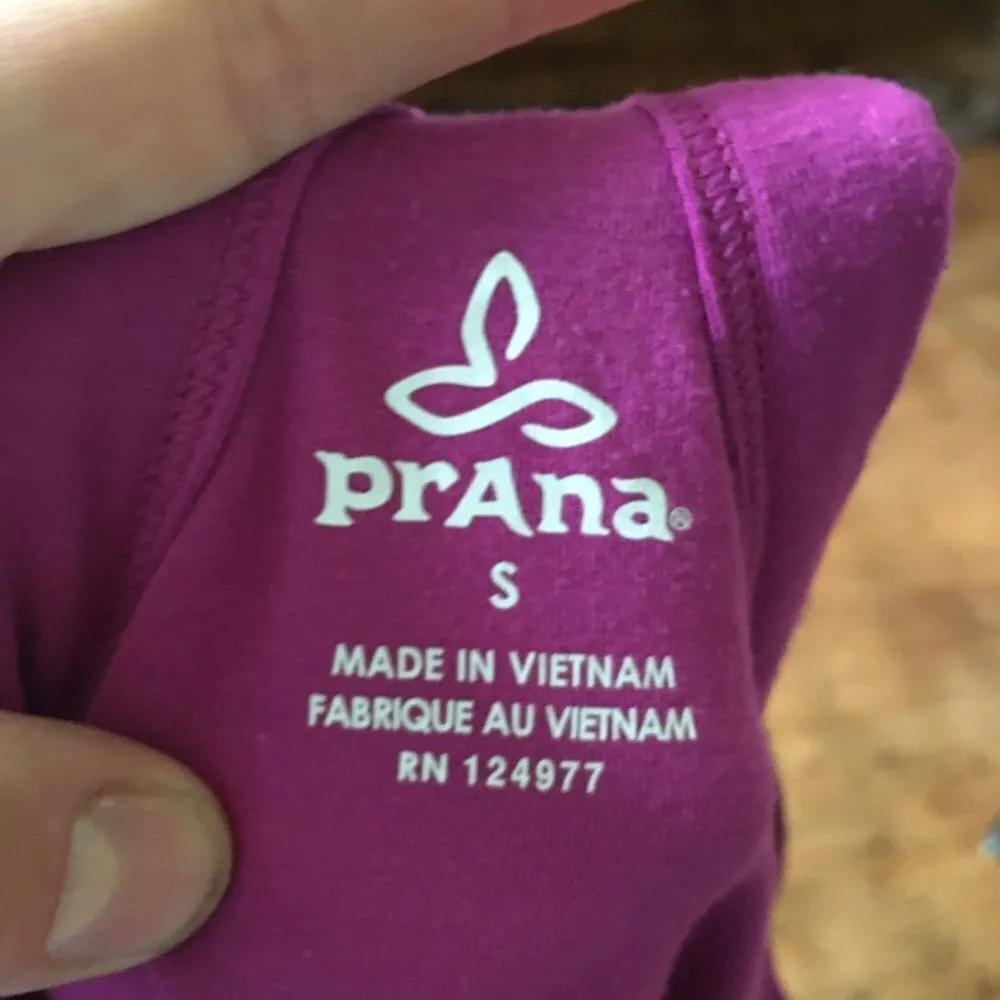 prAna®
S
MADE IN VIETNAM
FABRIQUE AU VIETNAM
RN 124977